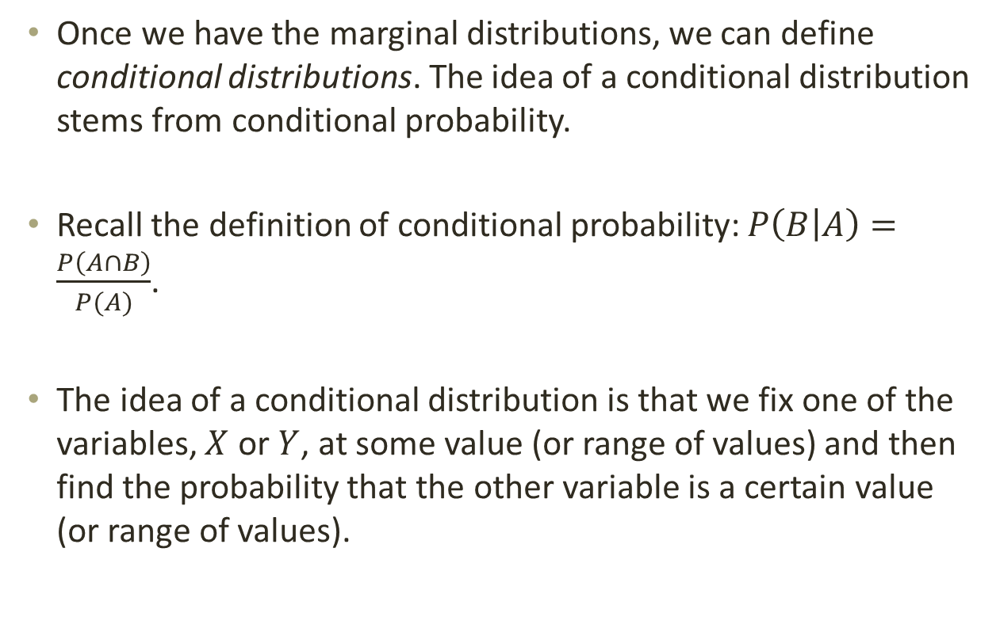 • Once we have the marginal distributions, we can define
conditional distributions. The idea of a conditional distribution
stems from conditional probability.
• Recall the definition of conditional probability: P(B|A) =
P(A∩B)
/
P(A) .
• The idea of a conditional distribution is that we fix one of the
variables, X or Y, at some value (or range of values) and then
find the probability that the other variable is a certain value
(or range of values).